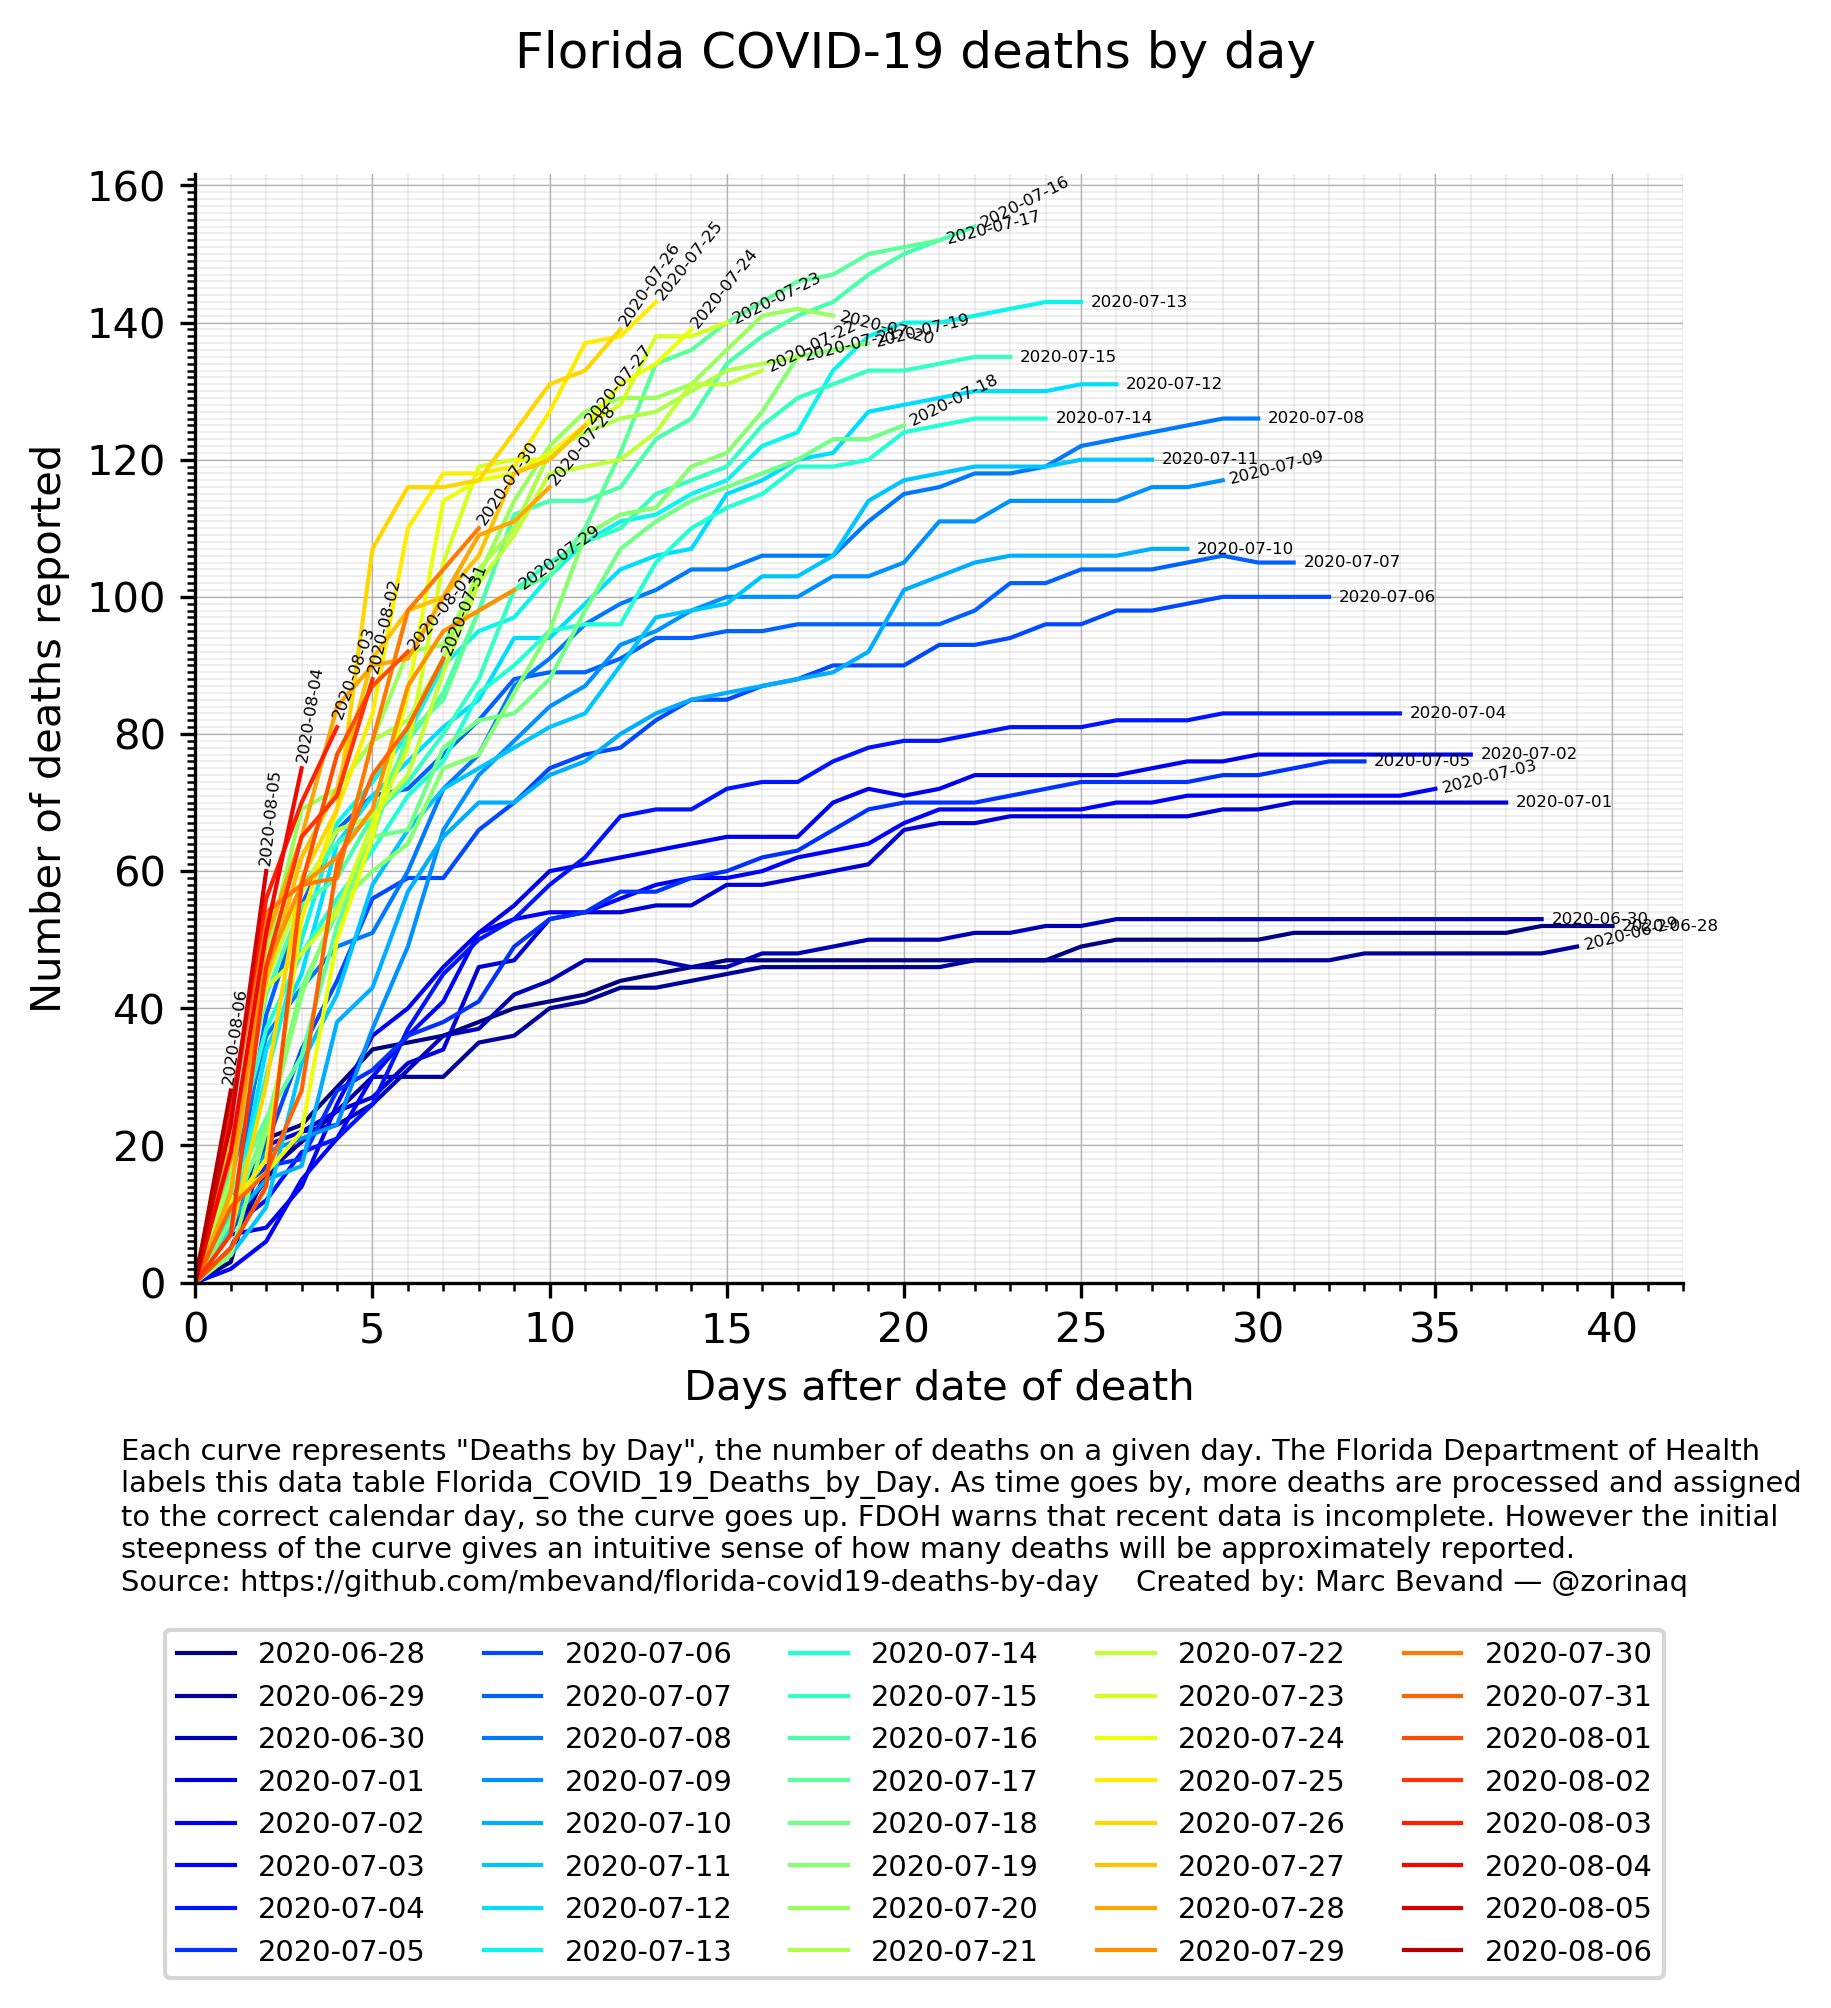 Florida COVID-19 deaths by day
160
140
120
100
80
60
40
20
0
Number of deaths reported
2020-07-16
2020-07-17
2020-07-26
2020-07-25
2020-07-24
2020-07-23
2020-07-13
2020-07-22
2020-07-21
2020-07-20
2020-07-19
2020-07-15
2020-07-27
2020-07-12
2020-07-18
2020-07-28
2020-07-14
2020-07-08
2020-07-30
2020-07-11
2020-07-09
2020-07-29
2020-07-10
2020-07-07
2020-07-31
2020-08-01
2020-08-02
2020-07-06
2020-08-03
2020-08-04
2020-07-04
2020-07-02
2020-07-05
2020-07-03
2020-07-01
2020-08-05
2020-06-30
2020-06-28
2020-06-29
2020-08-06
0 5 10 15 20 25 30 35 40
Days after date of death
Each curve represents "Deaths by Day", the number of deaths on a given day. The Florida Department of Health
labels this data table Florida_COVID_19_Deaths_by_Day. As time goes by, more deaths are processed and assigned
to the correct calendar day, so the curve goes up. FDOH warns that recent data is incomplete. However the initial
steepness of the curve gives an intuitive sense of how many deaths will be approximately reported.
Source: https://github.com/mbevand/florida-covid19-deaths-by-day Created by: Marc Bevand — @zorinaq
2020-06-28 2020-07-06 2020-07-14 2020-07-22 2020-07-30
2020-06-29 2020-07-07 2020-07-15 2020-07-23 2020-07-31
2020-06-30 2020-07-08 2020-07-16 2020-07-24 2020-08-01
2020-07-01 2020-07-09 2020-07-17 2020-07-25 2020-08-02
2020-07-02 2020-07-10 2020-07-18 2020-07-26 2020-08-03
2020-07-03 2020-07-11 2020-07-19 2020-07-27 2020-08-04
2020-07-04 2020-07-12 2020-07-20 2020-07-28 2020-08-05
2020-07-05 2020-07-13 2020-07-21 2020-07-29 2020-08-06